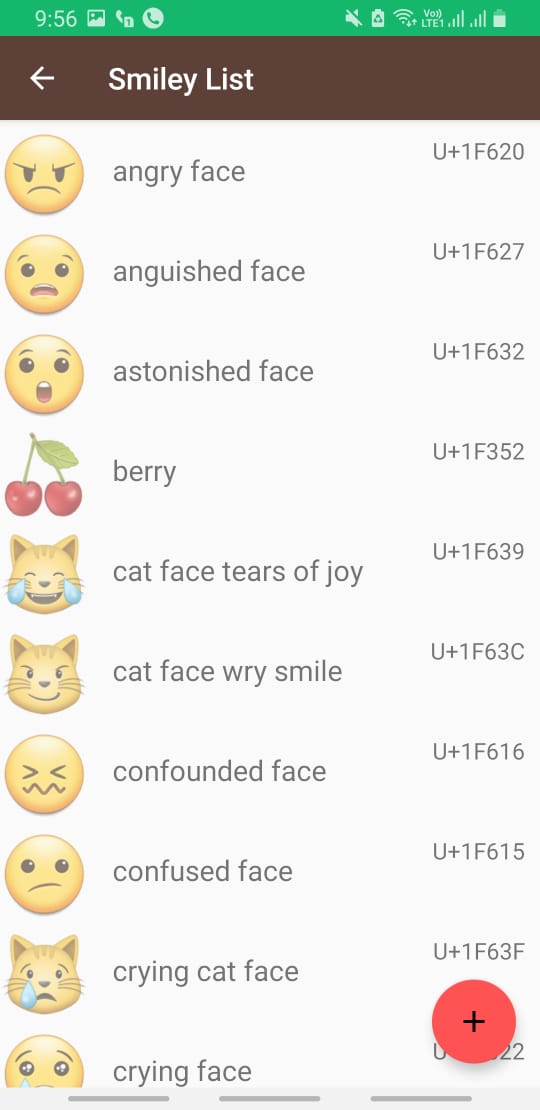 9:56
Vo)) LTE1
Smiley List
angry face U+1F620
anguished face U+1F627
astonished face U+1F632
berry U+1F352
cat face tears of joy U+1F639
cat face wry smile U+1F63C
confounded face U+1F616
confused face U+1F615
crying cat face U+1F63F
crying face